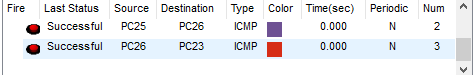 Fire Last Status Source Destination Type Color Time(sec) Periodic Num
Successful PC25 PC26 ICMP 0.000 N 2
Successful PC26 PC23 ICMP 0.000 N 3